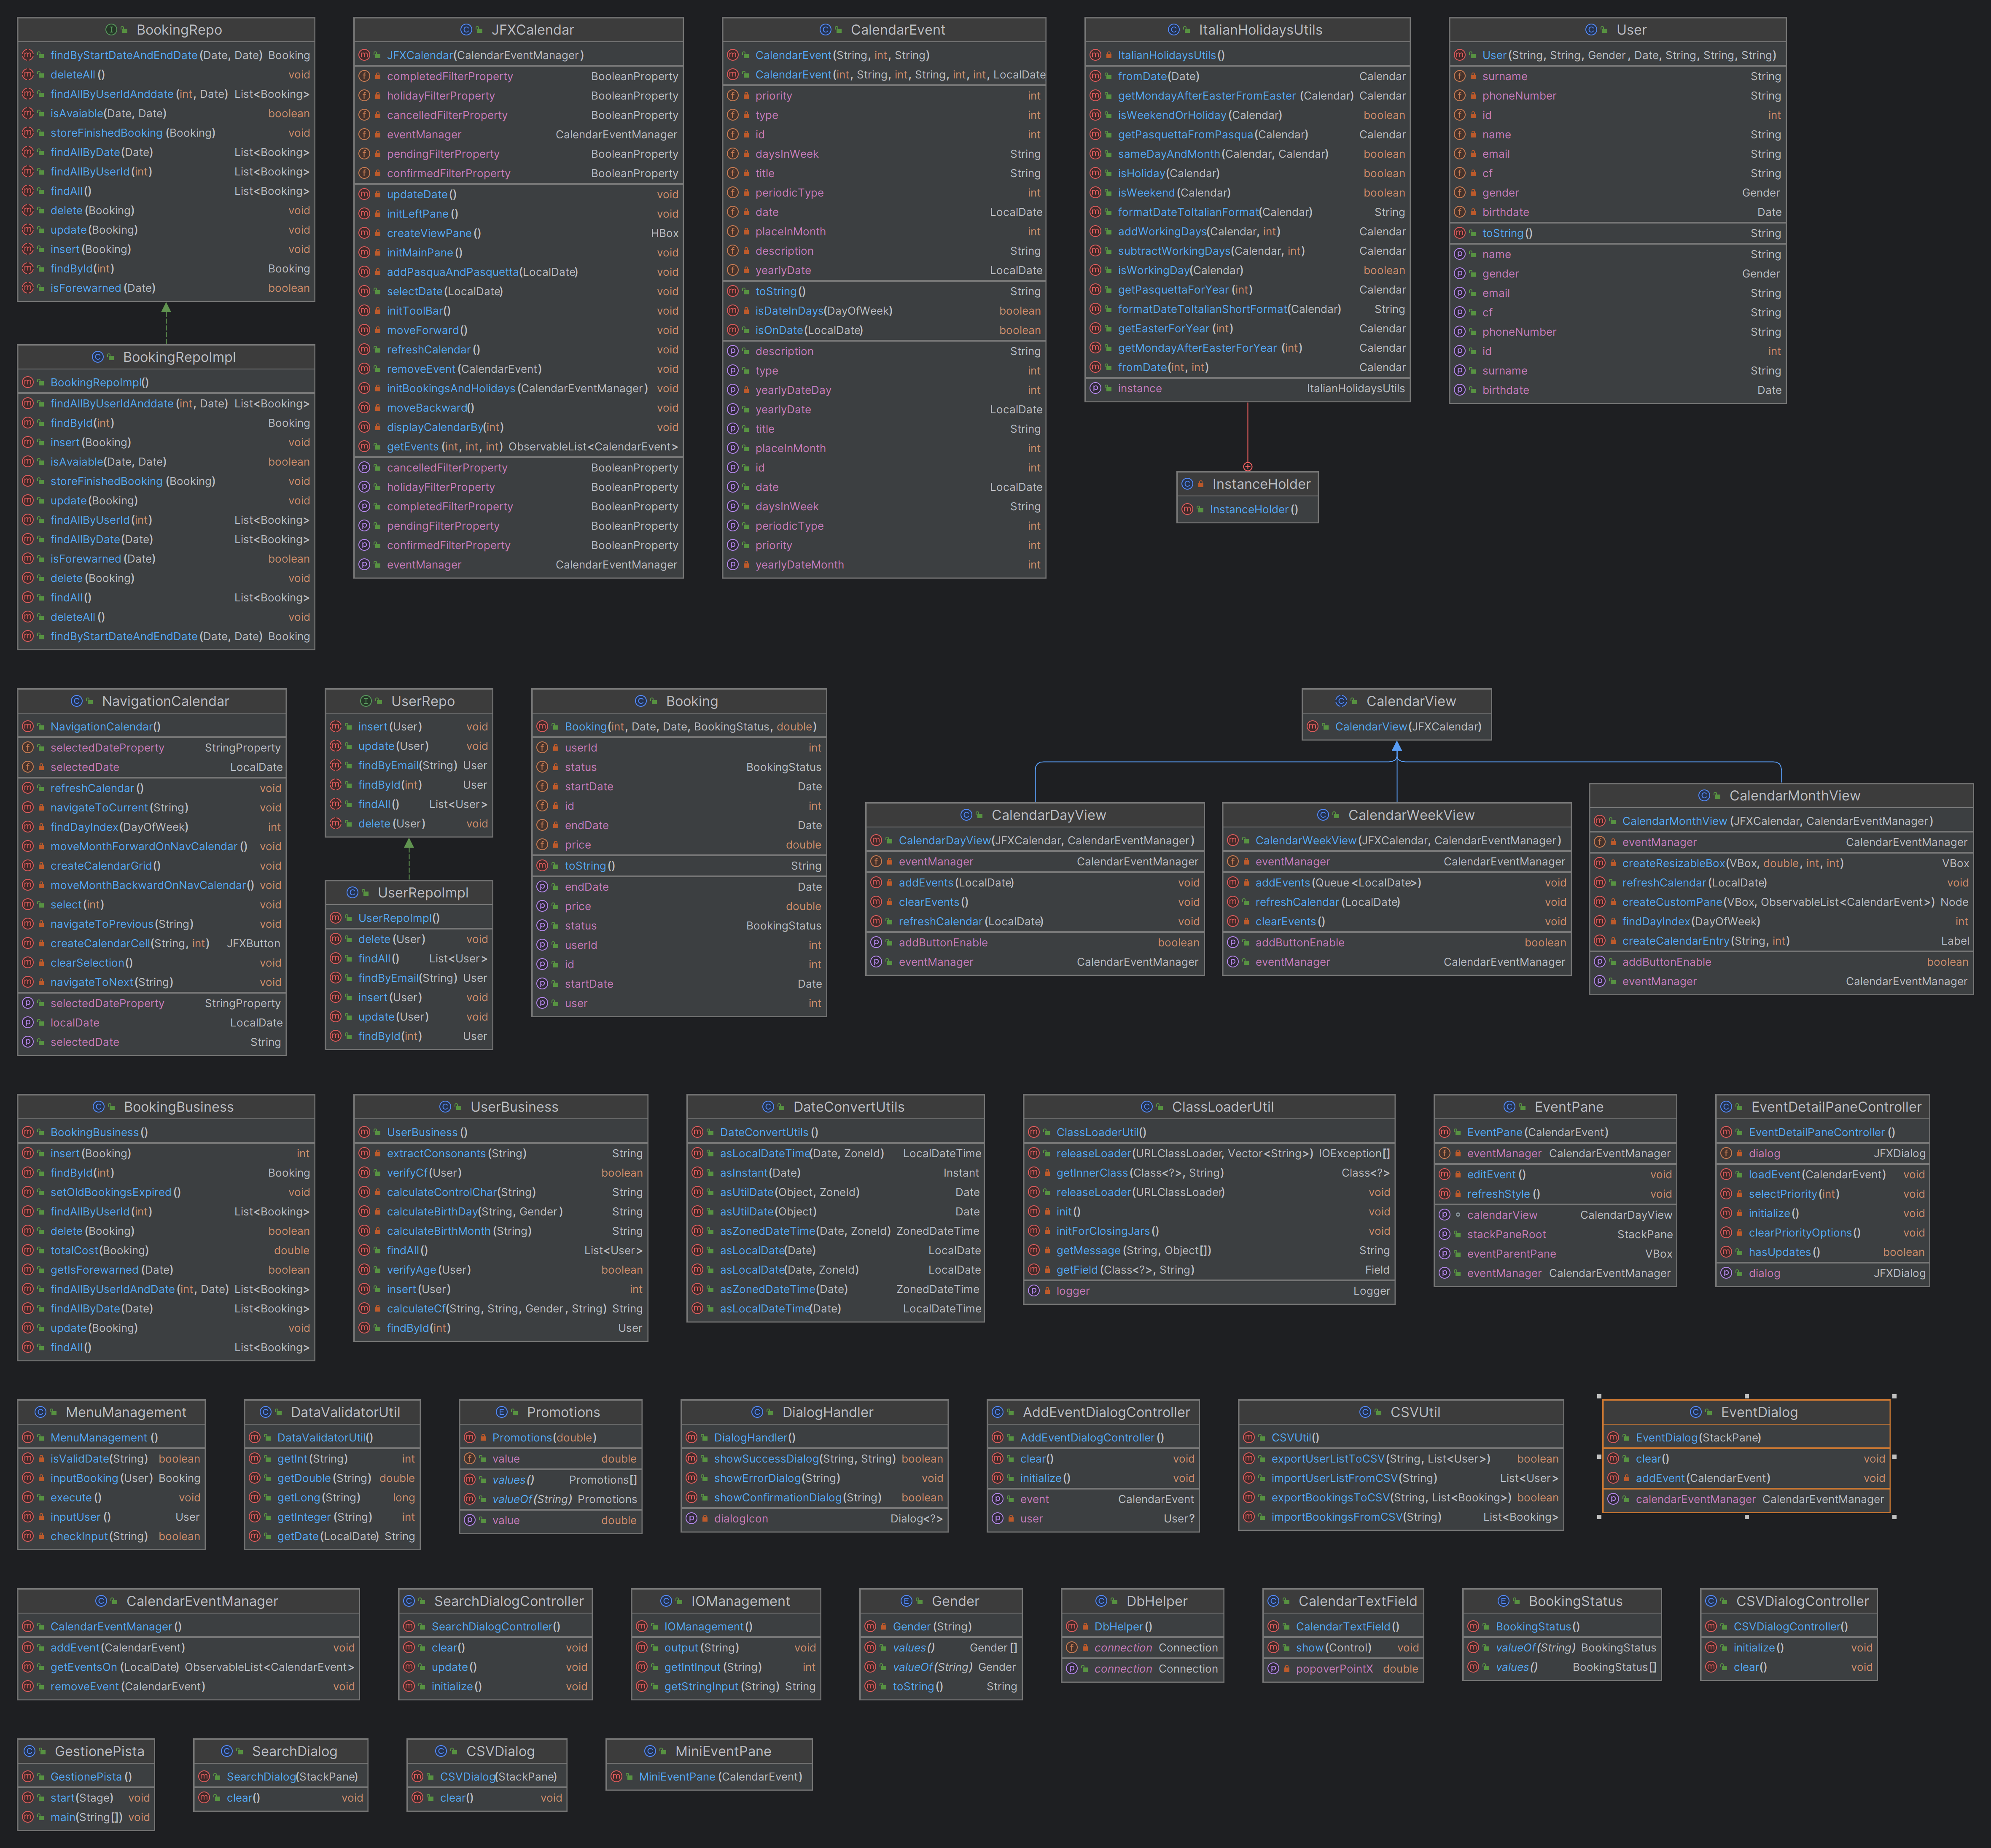 BookingRepo
findByStartDateAndEndDate(Date, Date) Booking
deleteAll() void
findAllByUserIdAnddate(int, Date) List<Booking>
isAvaiable(Date, Date) boolean
storeFinishedBooking(Booking) void
findAllByDate(Date) List<Booking>
findAllByUserId(int) List<Booking>
findAll() List<Booking>
delete(Booking) void
update(Booking) void
insert(Booking) void
findById(int) Booking
isForewarned(Date) boolean
BookingRepoImpl
BookingRepoImpl()
findAllByUserIdAnddate(int, Date) List<Booking>
findById(int) Booking
insert(Booking) void
isAvaiable(Date, Date) boolean
storeFinishedBooking(Booking) void
update(Booking) void
findAllByUserId(int) List<Booking>
findAllByDate(Date) List<Booking>
isForewarned(Date) boolean
delete(Booking) void
findAll() List<Booking>
deleteAll() void
findByStartDateAndEndDate(Date, Date) Booking
JFXCalendar
JFXCalendar(CalendarEventManager)
completedFilterProperty BooleanProperty
holidayFilterProperty BooleanProperty
cancelledFilterProperty BooleanProperty
eventManager CalendarEventManager
pendingFilterProperty BooleanProperty
confirmedFilterProperty BooleanProperty
updateDate() void
initLeftPane() void
createViewPane() HBox
initMainPane() void
addPasquaAndPasquetta(LocalDate) void
selectDate(LocalDate) void
initToolBar() void
moveForward() void
refreshCalendar() void
removeEvent(CalendarEvent) void
initBookingsAndHolidays(CalendarEventManager) void
moveBackward() void
displayCalendarBy(int) void
getEvents(int, int, int) ObservableList<CalendarEvent>
cancelledFilterProperty BooleanProperty
holidayFilterProperty BooleanProperty
completedFilterProperty BooleanProperty
pendingFilterProperty BooleanProperty
confirmedFilterProperty BooleanProperty
eventManager CalendarEventManager
CalendarEvent
CalendarEvent(String, int, String)
CalendarEvent(int, String, int, String, int, int, LocalDate
priority int
type int
id int
daysInWeek String
title String
periodicType int
date LocalDate
placeInMonth int
description String
yearlyDate LocalDate
toString() String
isDateInDays(DayOfWeek) boolean
isOnDate(LocalDate) boolean
description String
type int
yearlyDateDay int
yearlyDate LocalDate
title String
placeInMonth int
id int
date LocalDate
daysInWeek String
periodicType int
priority int
yearlyDateMonth int
ItalianHolidaysUtils
ItalianHolidaysUtils()
fromDate(Date) Calendar
getMondayAfterEasterFromEaster(Calendar) Calendar
isWeekendOrHoliday(Calendar) boolean
getPasquettaFromPasqua(Calendar) Calendar
sameDayAndMonth(Calendar, Calendar) boolean
isHoliday(Calendar) boolean
isWeekend(Calendar) boolean
formatDateToItalianFormat(Calendar) String
addWorkingDays(Calendar, int) Calendar
subtractWorkingDays(Calendar, int) Calendar
isWorkingDay(Calendar) boolean
getPasquettaForYear(int) Calendar
formatDateToItalianShortFormat(Calendar) String
getEasterForYear(int) Calendar
getMondayAfterEasterForYear(int) Calendar
fromDate(int, int) Calendar
instance ItalianHolidaysUtils
InstanceHolder
InstanceHolder()
User
User(String, String, Gender, Date, String, String, String)
surname String
phoneNumber String
id int
name String
email String
cf String
gender Gender
birthdate Date
toString() String
name String
gender Gender
email String
cf String
phoneNumber String
id int
surname String
birthdate Date
NavigationCalendar
NavigationCalendar()
selectedDateProperty StringProperty
selectedDate LocalDate
refreshCalendar() void
navigateToCurrent(String) void
findDayIndex(DayOfWeek) int
moveMonthForwardOnNavCalendar() void
createCalendarGrid() void
moveMonthBackwardOnNavCalendar() void
select(int) void
navigateToPrevious(String) void
createCalendarCell(String, int) JFXButton
clearSelection() void
navigateToNext(String) void
selectedDateProperty StringProperty
localDate LocalDate
selectedDate String
UserRepo
insert(User) void
update(User) void
findByEmail(String) User
findById(int) User
findAll() List<User>
delete(User) void
UserRepoImpl
UserRepoImpl()
delete(User) void
findAll() List<User>
findByEmail(String) User
insert(User) void
update(User) void
findById(int) User
Booking
Booking(int, Date, Date, BookingStatus, double)
userId int
status BookingStatus
startDate Date
id int
endDate Date
price double
toString() String
endDate Date
price double
status BookingStatus
userId int
id int
startDate Date
user int
CalendarView
CalendarView(JFXCalendar)
CalendarDayView
CalendarDayView(JFXCalendar, CalendarEventManager)
eventManager CalendarEventManager
addEvents(LocalDate) void
clearEvents() void
refreshCalendar(LocalDate) void
addButtonEnable boolean
eventManager CalendarEventManager
CalendarWeekView
CalendarWeekView(JFXCalendar, CalendarEventManager)
eventManager CalendarEventManager
addEvents(Queue<LocalDate>) void
refreshCalendar(LocalDate) void
clearEvents() void
addButtonEnable boolean
eventManager CalendarEventManager
CalendarMonthView
CalendarMonthView(JFXCalendar, CalendarEventManager)
eventManager CalendarEventManager
createResizableBox(VBox, double, int, int) VBox
refreshCalendar(LocalDate) void
createCustomPane(VBox, ObservableList<CalendarEvent>) Node
findDayIndex(DayOfWeek) int
createCalendarEntry(String, int) Label
addButtonEnable boolean
eventManager CalendarEventManager
BookingBusiness
BookingBusiness()
insert(Booking) int
findById(int) Booking
setOldBookingsExpired() void
findAllByUserId(int) List<Booking>
delete(Booking) boolean
totalCost(Booking) double
getIsForewarned(Date) boolean
findAllByUserIdAndDate(int, Date) List<Booking>
findAllByDate(Date) List<Booking>
update(Booking) void
findAll() List<Booking>
UserBusiness
UserBusiness()
extractConsonants(String) String
verifyCf(User) boolean
calculateControlChar(String) String
calculateBirthDay(String, Gender) String
calculateBirthMonth(String) String
findAll() List<User>
verifyAge(User) boolean
insert(User) int
calculateCf(String, String, Gender, String) String
findById(int) User
DateConvertUtils
DateConvertUtils()
asLocalDateTime(Date, ZoneId) LocalDateTime
asInstant(Date) Instant
asUtilDate(Object, ZoneId) Date
asUtilDate(Object) Date
asZonedDateTime(Date, ZoneId) ZonedDateTime
asLocalDate(Date) LocalDate
asLocalDate(Date, ZoneId) LocalDate
asZonedDateTime(Date) ZonedDateTime
asLocalDateTime(Date) LocalDateTime
ClassLoaderUtil
ClassLoaderUtil()
releaseLoader(URLClassLoader, Vector<String>) IOException[]
getInnerClass(Class<?>, String) Class<?>
releaseLoader(URLClassLoader) void
init() void
initForClosingJars() void
getMessage(String, Object[]) String
getField(Class<?>, String) Field
logger Logger
EventPane
EventPane(CalendarEvent)
eventManager CalendarEventManager
editEvent() void
refreshStyle() void
calendarView CalendarDayView
stackPaneRoot StackPane
eventParentPane VBox
eventManager CalendarEventManager
EventDetailPaneController
EventDetailPaneController()
dialog JFXDialog
loadEvent(CalendarEvent) void
selectPriority(int) void
initialize() void
clearPriorityOptions() void
hasUpdates() boolean
dialog JFXDialog
MenuManagement
MenuManagement()
isValidDate(String) boolean
inputBooking(User) Booking
execute() void
inputUser() User
checkInput(String) boolean
DataValidatorUtil
DataValidatorUtil()
getInt(String) int
getDouble(String) double
getLong(String) long
getInteger(String) int
getDate(LocalDate) String
Promotions
Promotions(double)
value double
values() Promotions[]
valueOf(String) Promotions
value double
DialogHandler
DialogHandler()
showSuccessDialog(String, String) boolean
showErrorDialog(String) void
showConfirmationDialog(String) boolean
dialogIcon Dialog<?>
AddEventDialogController
AddEventDialogController()
clear() void
initialize() void
event CalendarEvent
user User?
CSVUtil
CSVUtil()
exportUserListToCSV(String, List<User>) boolean
importUserListFromCSV(String) List<User>
exportBookingsToCSV(String, List<Booking>) boolean
importBookingsFromCSV(String) List<Booking>
EventDialog
EventDialog(StackPane)
clear() void
addEvent(CalendarEvent) void
calendarEventManager CalendarEventManager
CalendarEventManager
CalendarEventManager()
addEvent(CalendarEvent) void
getEventsOn(LocalDate) ObservableList<CalendarEvent>
removeEvent(CalendarEvent) void
SearchDialogController
SearchDialogController()
clear() void
update() void
initialize() void
IOManagement
IOManagement()
output(String) void
getIntInput(String) int
getStringInput(String) String
Gender
Gender(String)
values() Gender[]
valueOf(String) Gender
toString() String
DbHelper
DbHelper()
connection Connection
connection Connection
CalendarTextField
CalendarTextField()
show(Control) void
popoverPointX double
BookingStatus
BookingStatus()
valueOf(String) BookingStatus
values() BookingStatus[]
CSVDialogController
CSVDialogController()
initialize() void
clear() void
GestionePista
GestionePista()
start(Stage) void
main(String[]) void
SearchDialog
SearchDialog(StackPane)
clear() void
CSVDialog
CSVDialog(StackPane)
clear() void
MiniEventPane
MiniEventPane(CalendarEvent)